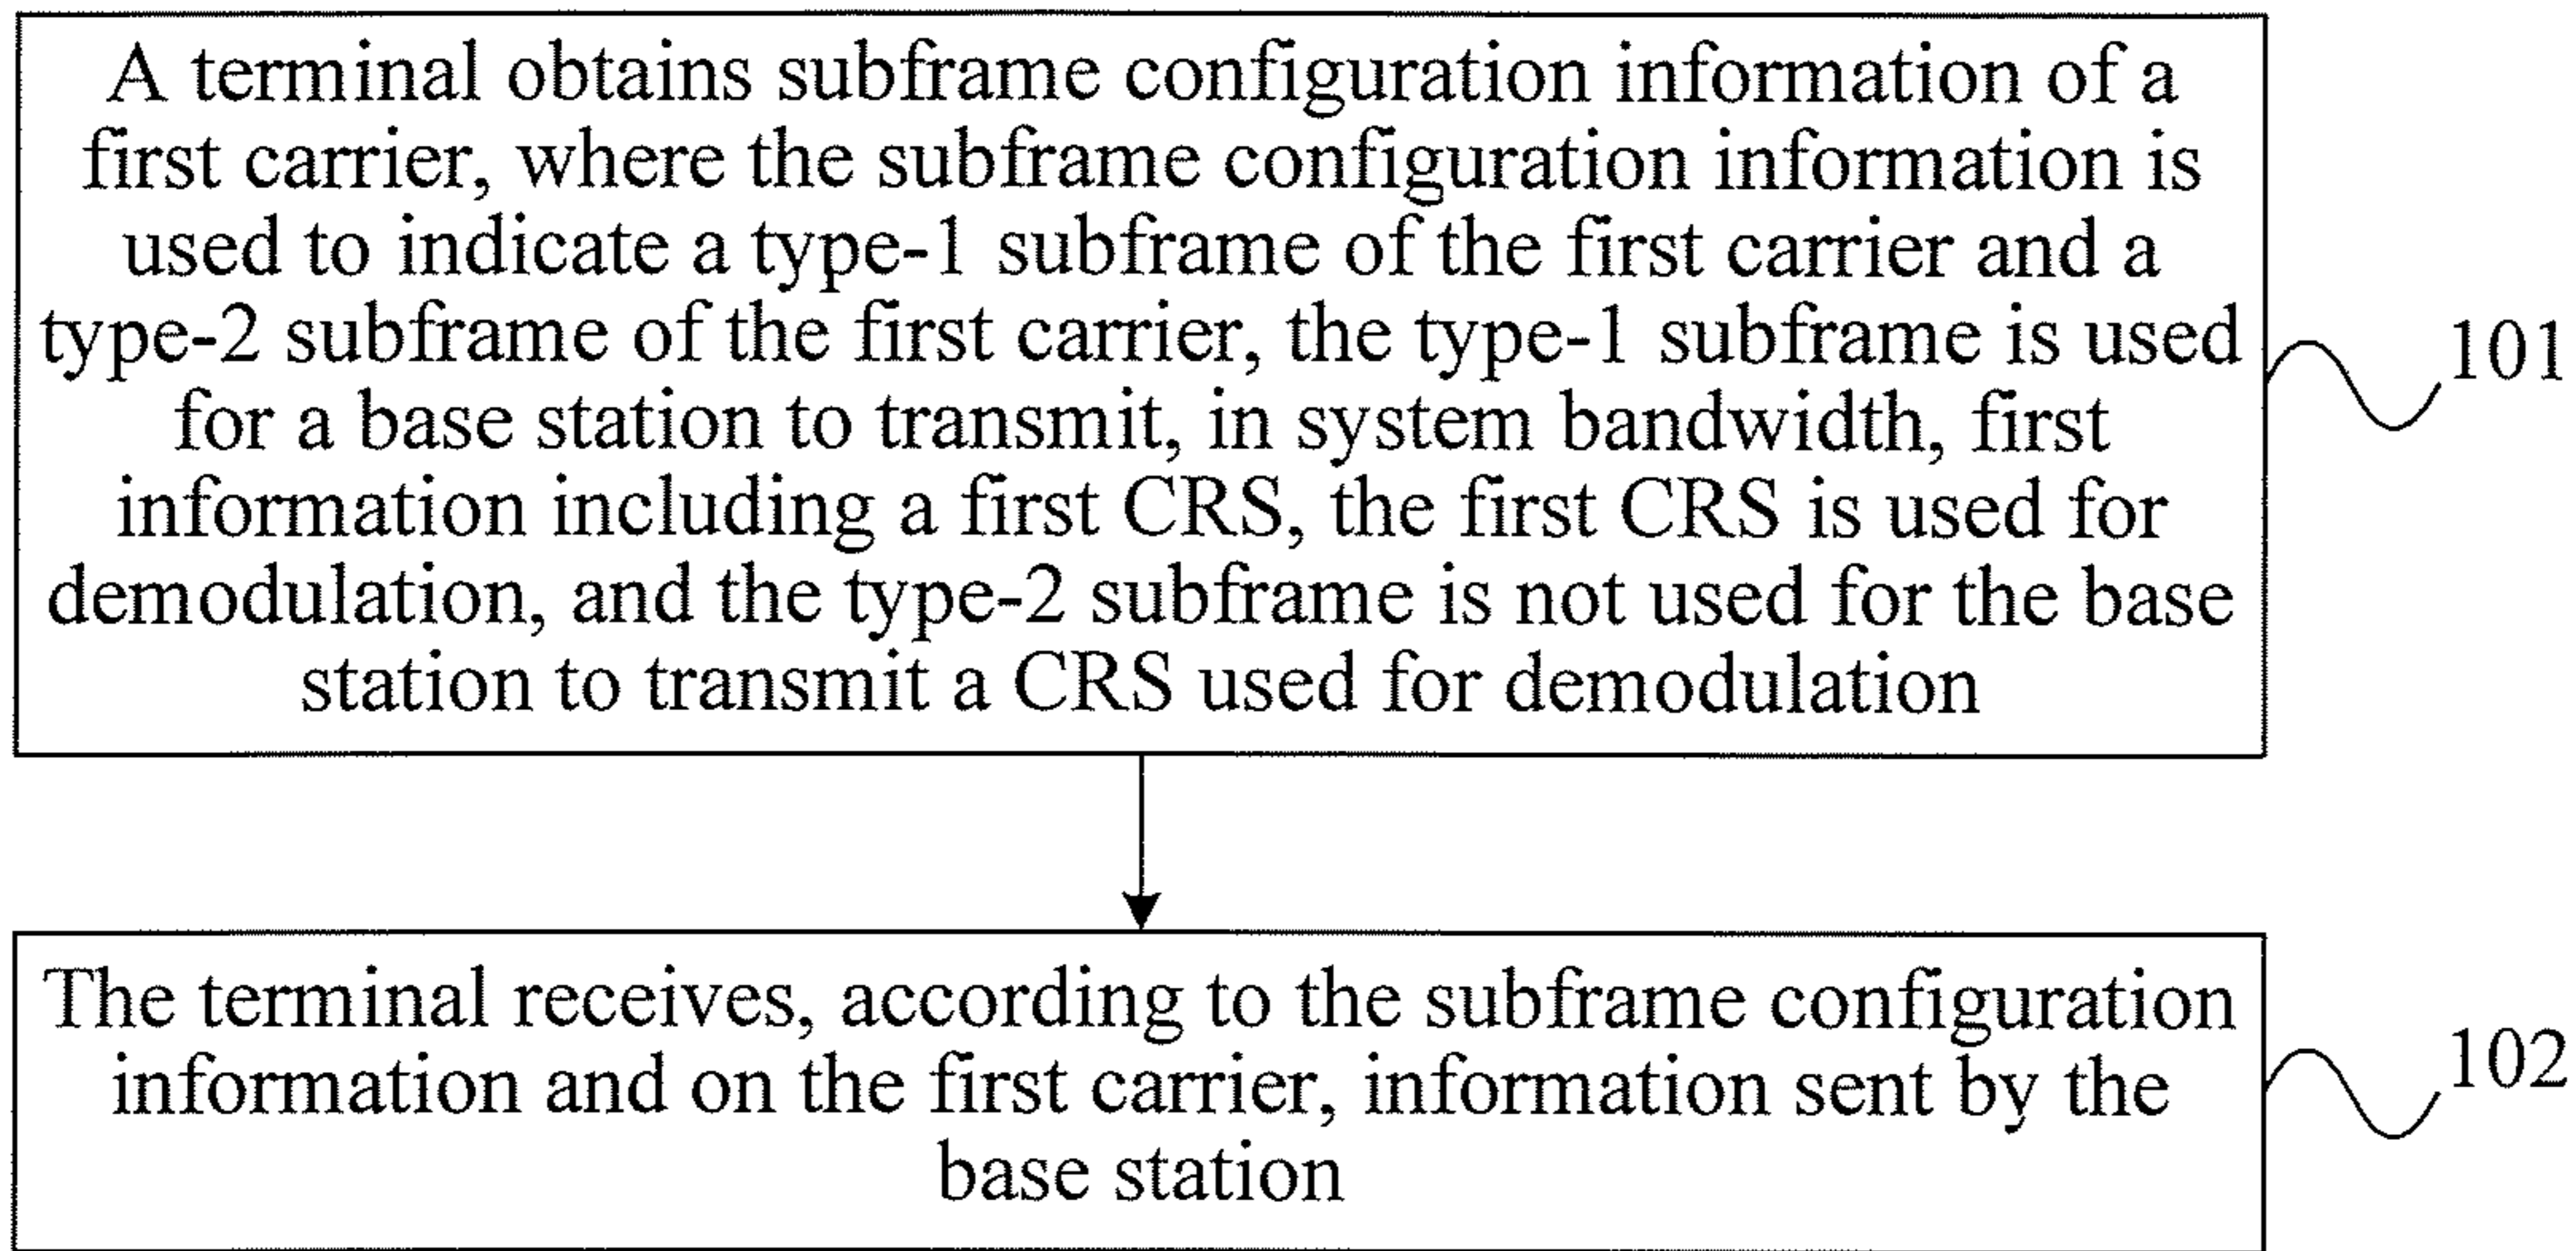 A terminal obtains subframe configuration information of a
first carrier, where the subframe configuration information is
used to indicate a type-1 subframe of the first carrier and a
type-2 subframe of the first carrier, the type-1 subframe is used
for a base station to transmit, in system bandwidth, first
information including a first CRS, the first CRS is used for
demodulation, and the type-2 subframe is not used for the base
station to transmit a CRS used for demodulation
101
The terminal receives, according to the subframe configuration
information and on the first carrier, information sent by the
base station
102